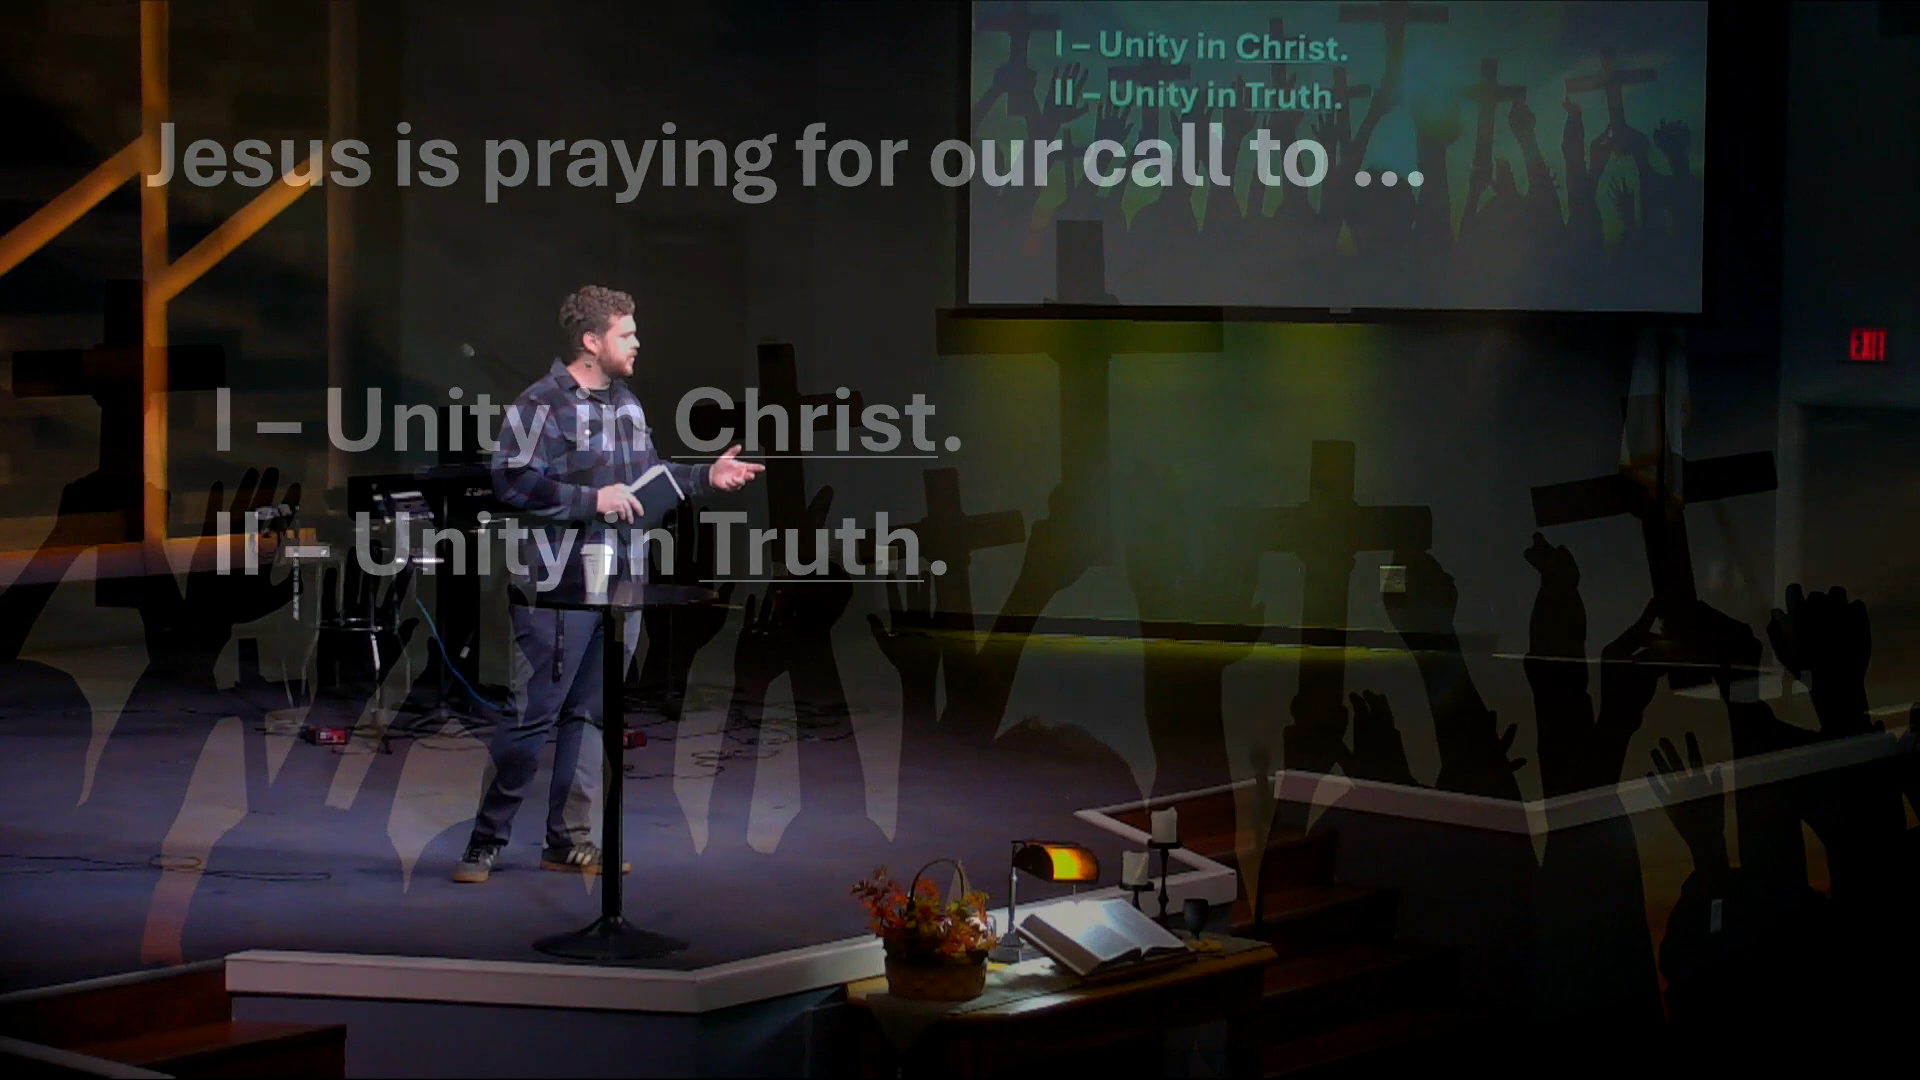 I – Unity in Christ.
II – Unity in Truth.
Jesus is praying for our call to ...
I – Unity in Christ.
II – Unity in Truth.
EXIT